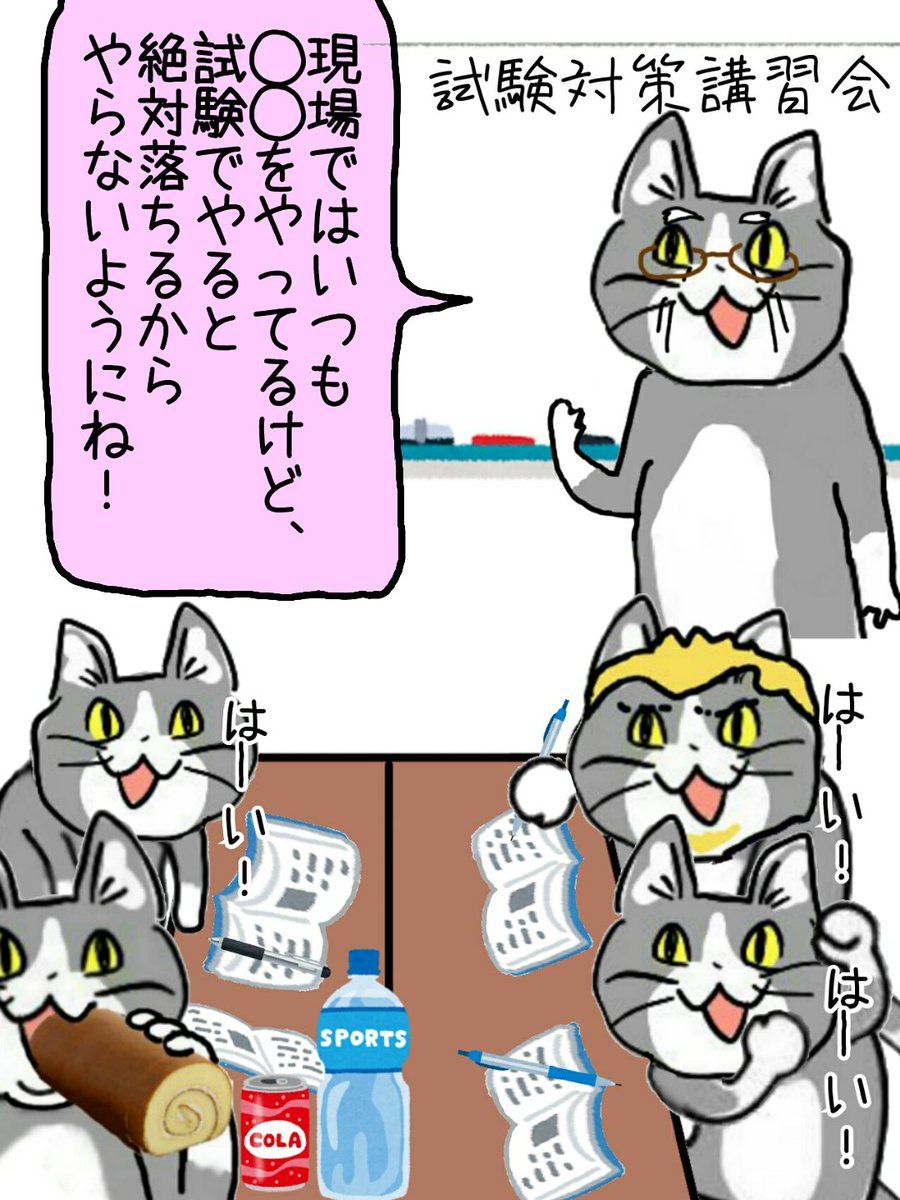 試験対策講習会
現場ではいつも
〇〇をやってるけど、
試験でやると
絶対落ちるから
やらないようにね！
はーい！
はーい！
はーい！
SPORTS
COLA